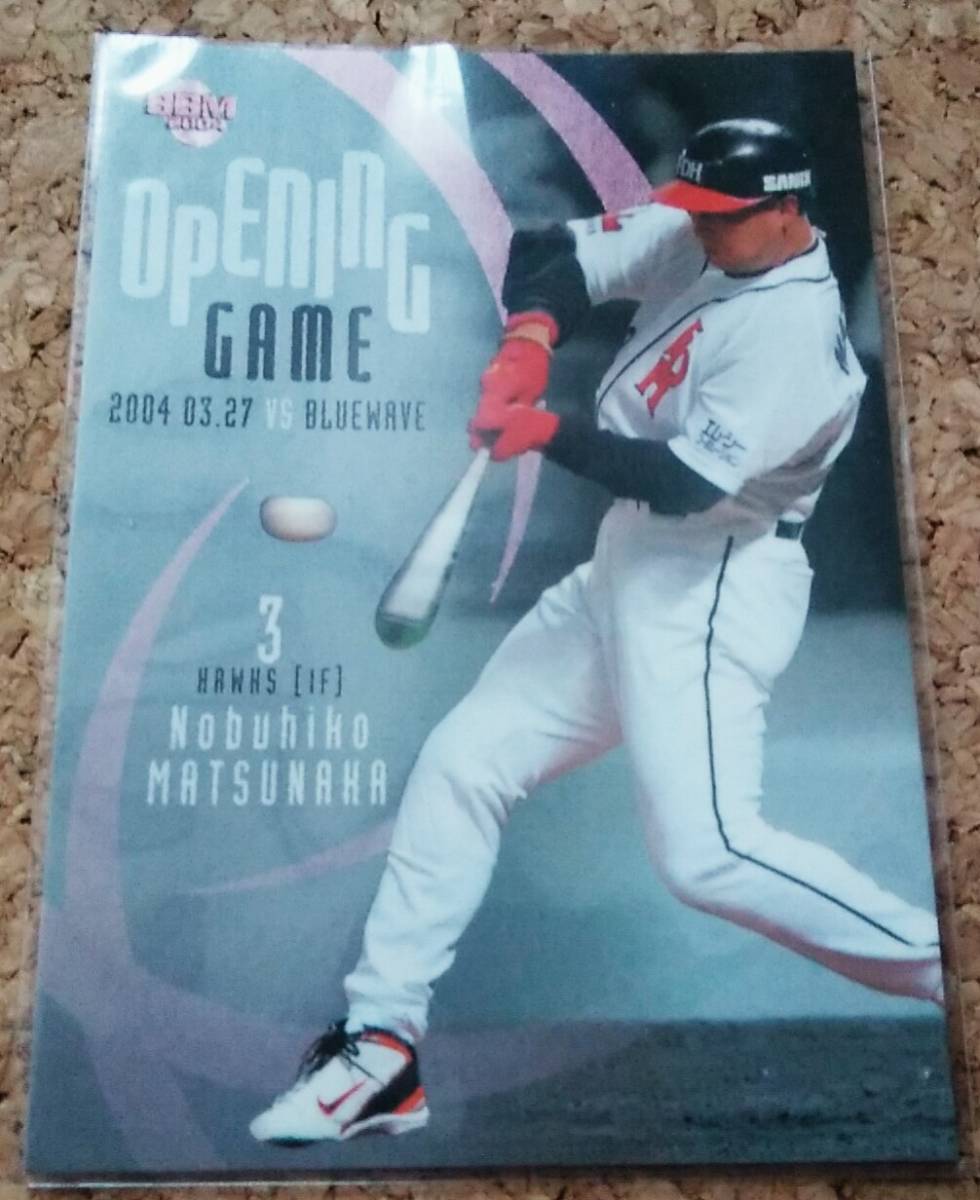 BBM
2004
OPENING
GAME
2004 03.27 VS BLUEWAVE
3
HAWKS [IF]
Nobuhiko
MATSUNAKA